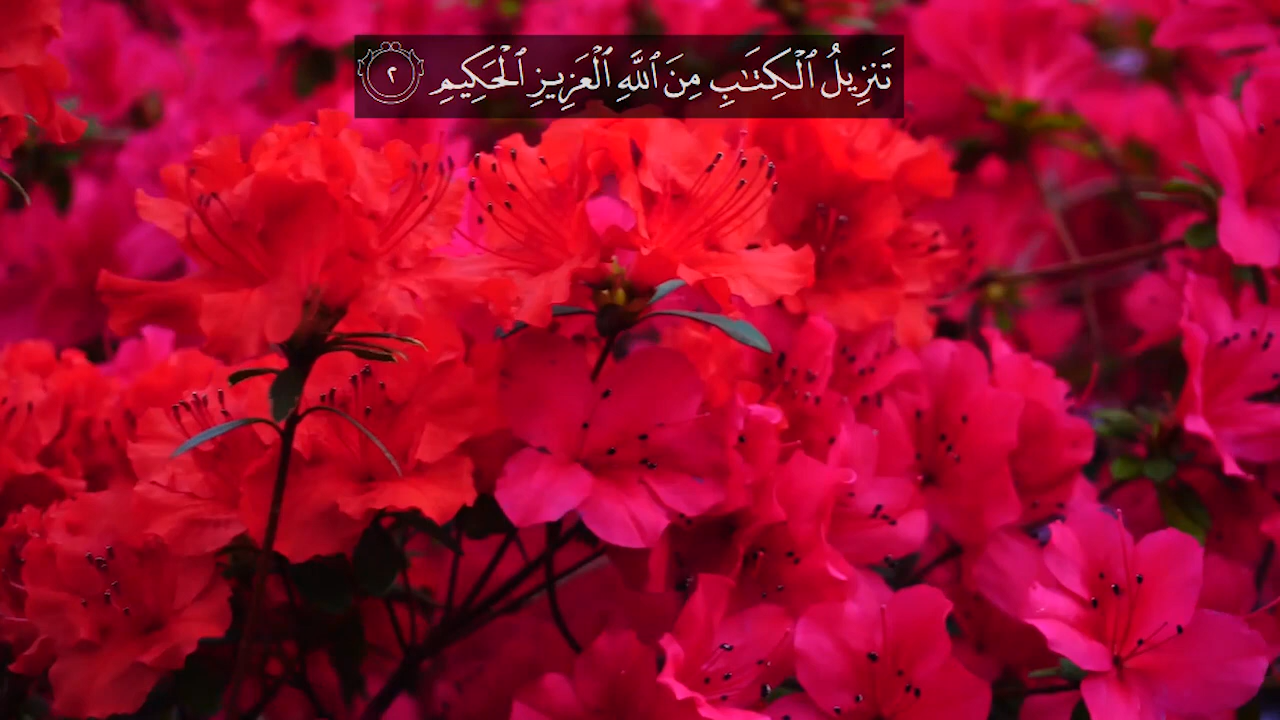 تَنزِيلُ ٱلْكِتَـٰبِ مِنَ ٱللَّهِ ٱلْعَزِيزِ ٱلْحَكِيمِ ٢